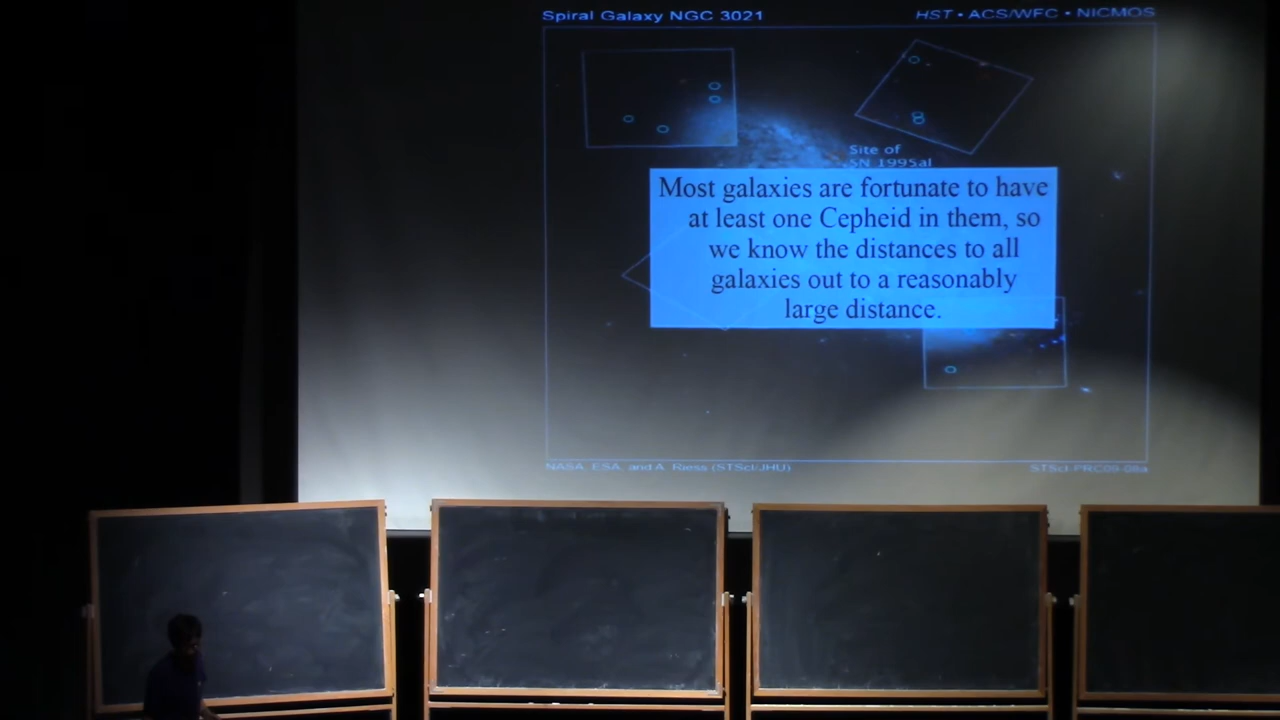 Spiral Galaxy NGC 3021
HST • ACS/WFC • NICMOS
Site of
SN 1995al
Most galaxies are fortunate to have
at least one Cepheid in them, so
we know the distances to all
galaxies out to a reasonably
large distance.
NASA, ESA, and A. Riess (STScI/JHU)
STScI-PRC09-08a